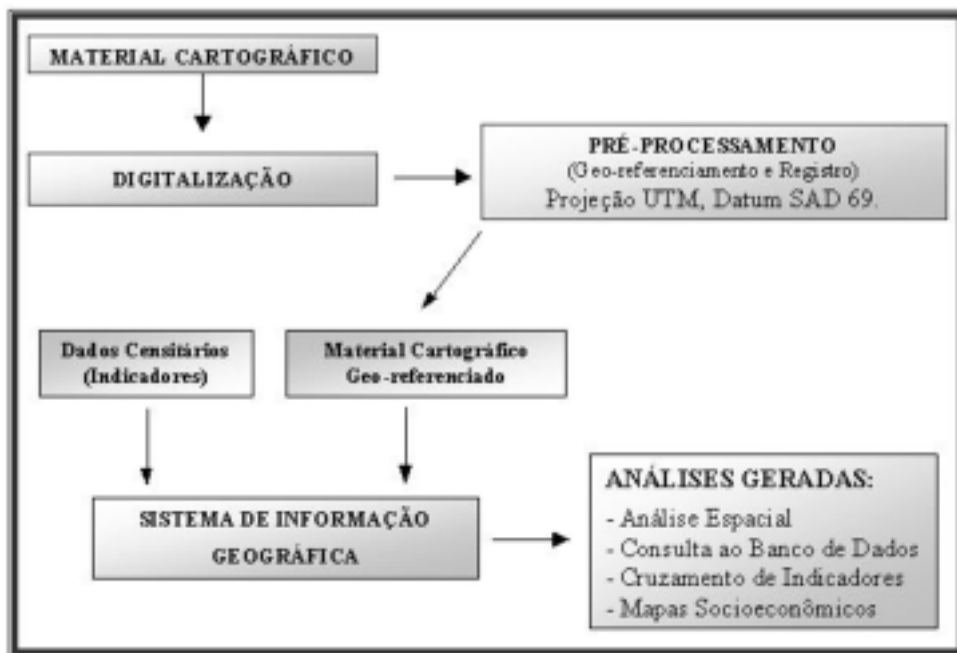 MATERIAL CARTOGRÁFICO
DIGITALIZAÇÃO
PRÉ-PROCESSAMENTO
(Geo-referenciamento e Registro)
Projeção UTM, Datum SAD 69.
Dados Censitários
(Indicadores)
Material Cartográfico
Geo-referenciado
SISTEMA DE INFORMAÇÃO
GEOGRÁFICA
ANÁLISES GERADAS:
- Análise Espacial
- Consulta ao Banco de Dados
- Cruzamento de Indicadores
- Mapas Socioeconômicos